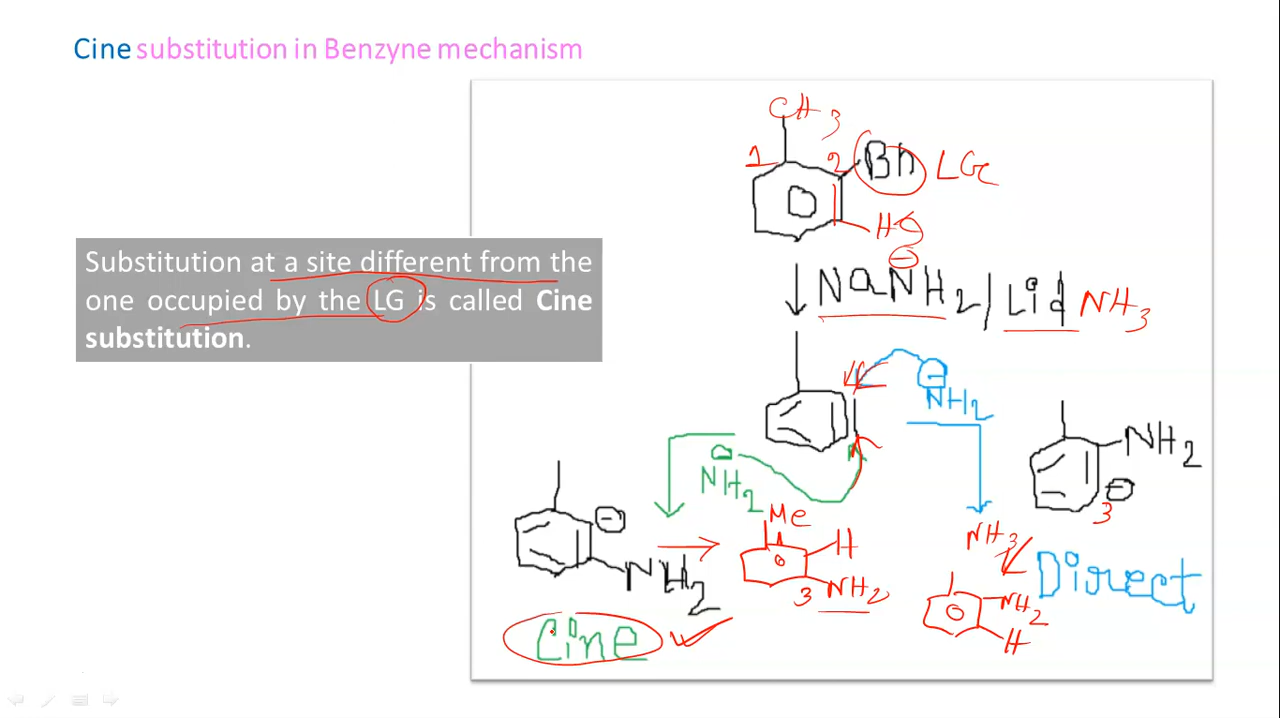 Cine substitution in Benzyne mechanism
CH3
1
2
Bh
LG
H
Substitution at a site different from the
one occupied by the LG is called Cine
substitution.
NaNH2/Liq NH3
NH2
NH2
NH2
3
NH2
Me
H
3 NH2
NH3
Direct
NH2
H
Cine